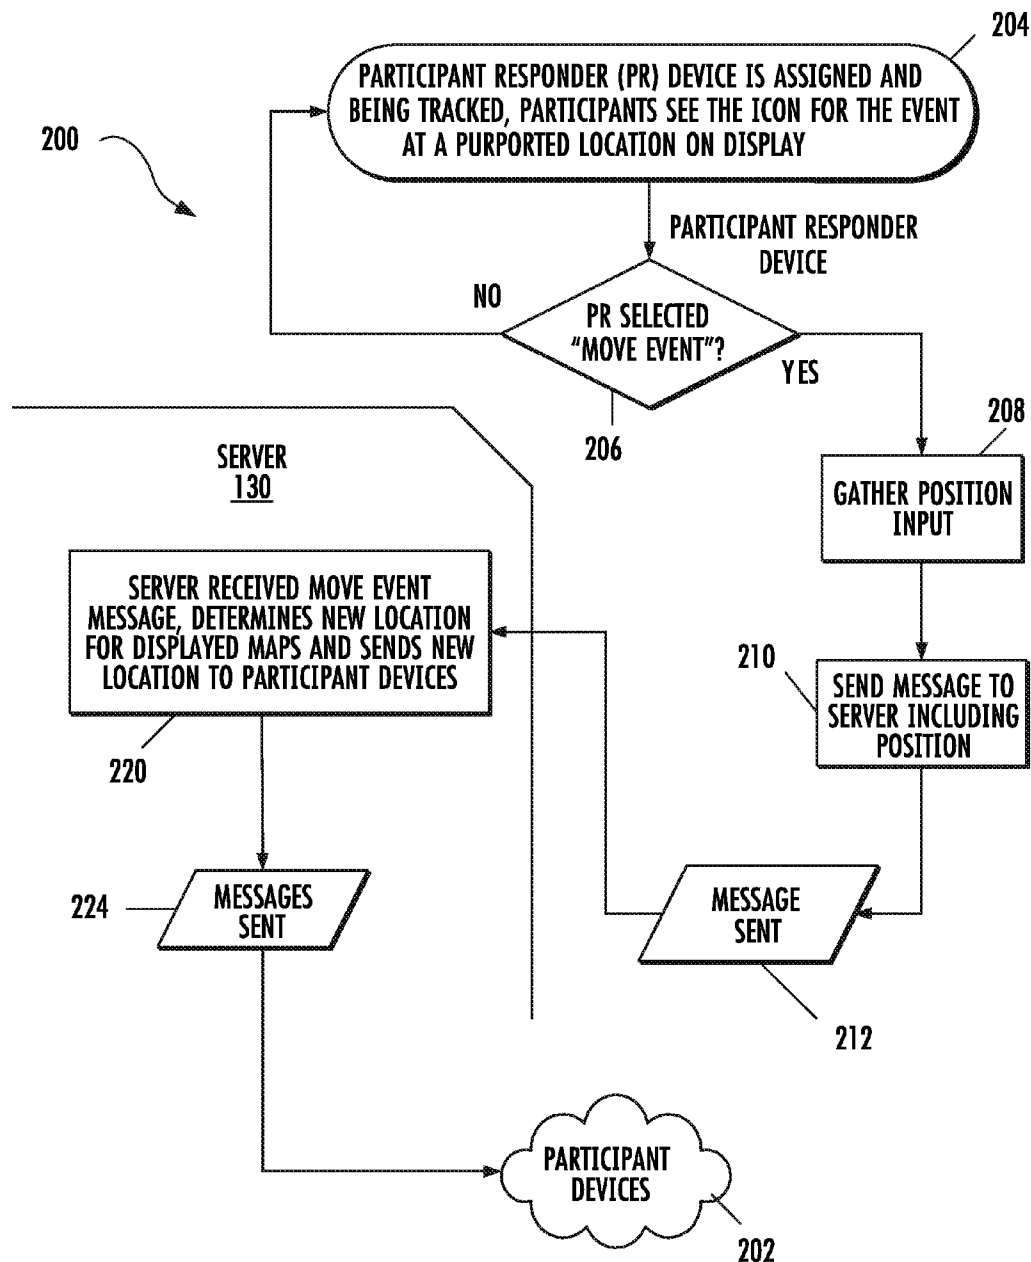 204
PARTICIPANT RESPONDER (PR) DEVICE IS ASSIGNED AND
BEING TRACKED, PARTICIPANTS SEE THE ICON FOR THE EVENT
AT A PURPORTED LOCATION ON DISPLAY
200
PARTICIPANT RESPONDER
DEVICE
NO
PR SELECTED
“MOVE EVENT”?
YES
206
208
GATHER POSITION
INPUT
SERVER
130
SERVER RECEIVED MOVE EVENT
MESSAGE, DETERMINES NEW LOCATION
FOR DISPLAYED MAPS AND SENDS NEW
LOCATION TO PARTICIPANT DEVICES
220
210
SEND MESSAGE TO
SERVER INCLUDING
POSITION
224
MESSAGES
SENT
MESSAGE
SENT
212
PARTICIPANT
DEVICES
202